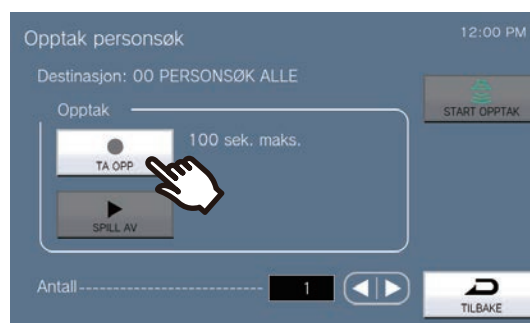 Opptak personsøk
12:00 PM
Destinasjon: 00 PERSONSØK ALLE
Opptak
START OPPTAK
100 sek. maks.
TA OPP
SPILL AV
Antall
1
TILBAKE